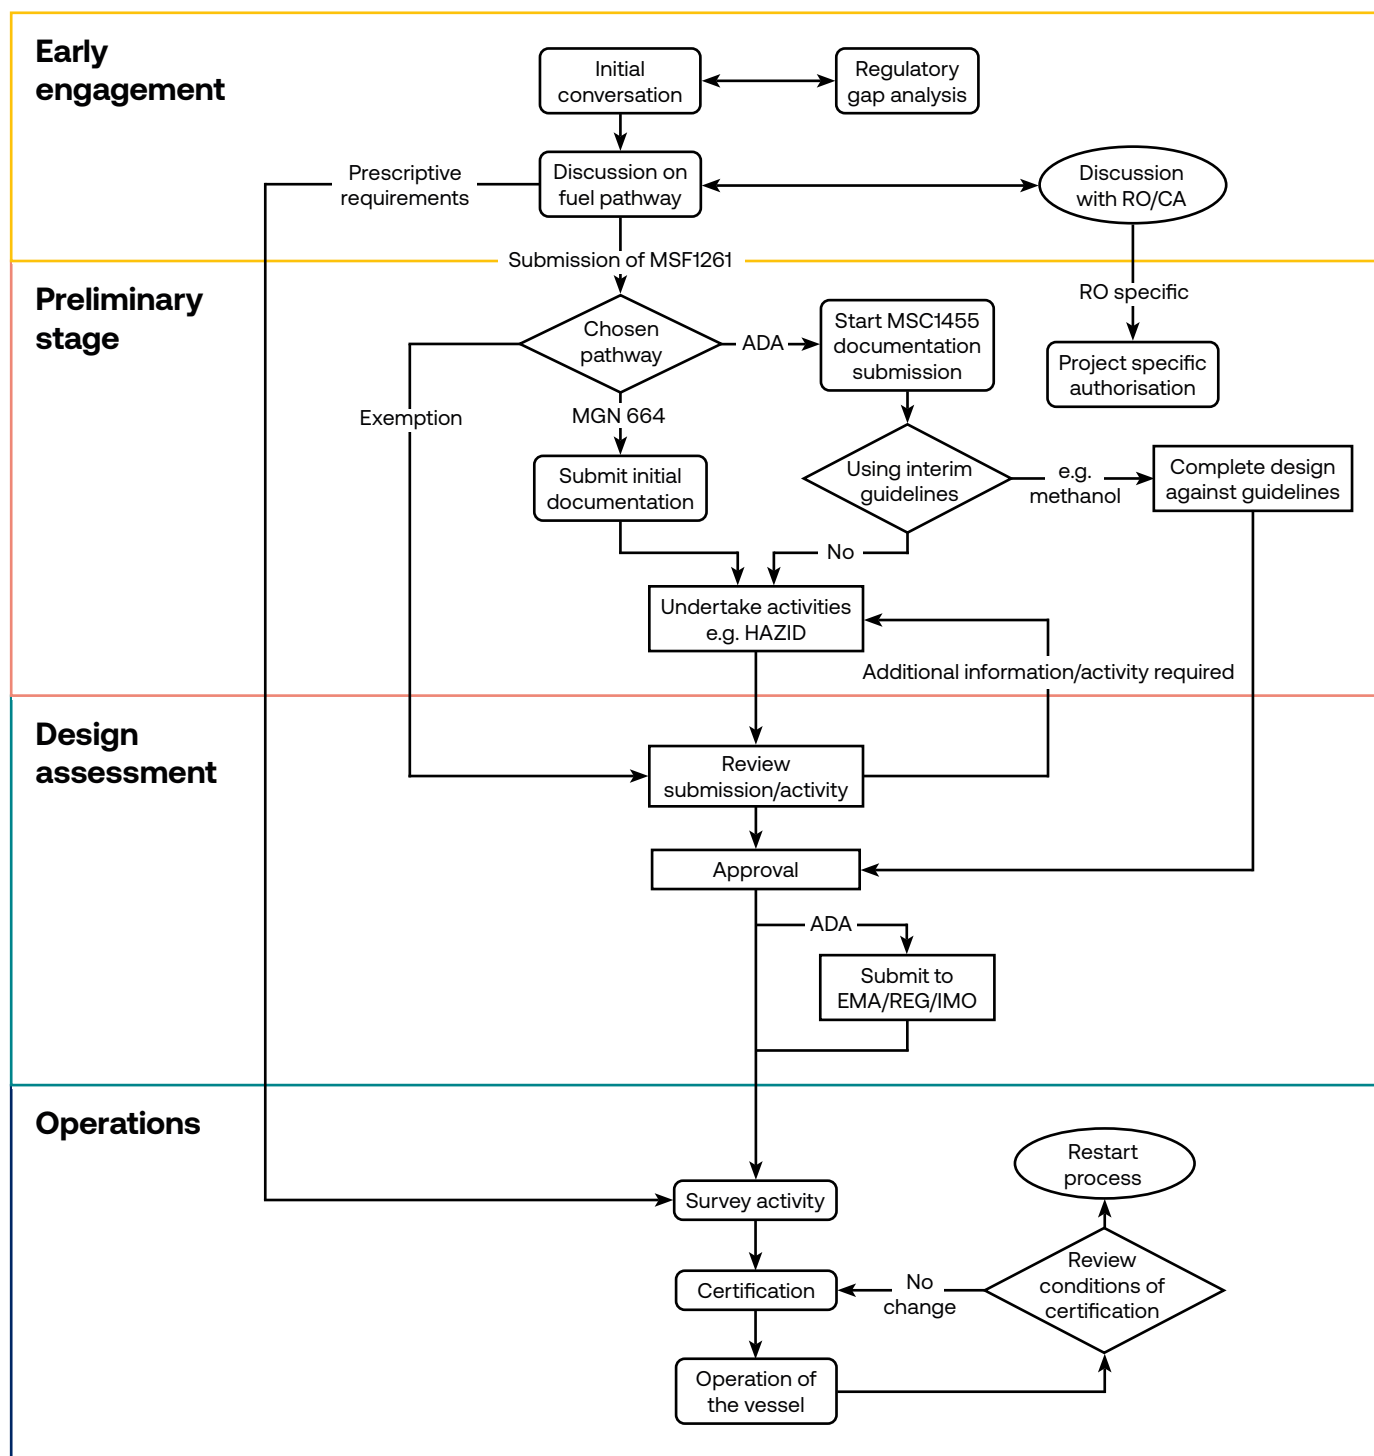 Early
engagement
Initial
conversation
Regulatory
gap analysis
Prescriptive
requirements
Discussion on
fuel pathway
Discussion
with RO/CA
Submission of MSF1261
Preliminary
stage
RO specific
Chosen
pathway
ADA
Start MSC1455
documentation
submission
Project specific
authorisation
Exemption
MGN 664
Submit initial
documentation
Using interim
guidelines
e.g.
methanol
Complete design
against guidelines
No
Undertake activities
e.g. HAZID
Additional information/activity required
Design
assessment
Review
submission/activity
Approval
ADA
Submit to
EMA/REG/IMO
Operations
Restart
process
Survey activity
Review
conditions of
certification
No
change
Certification
Operation of
the vessel